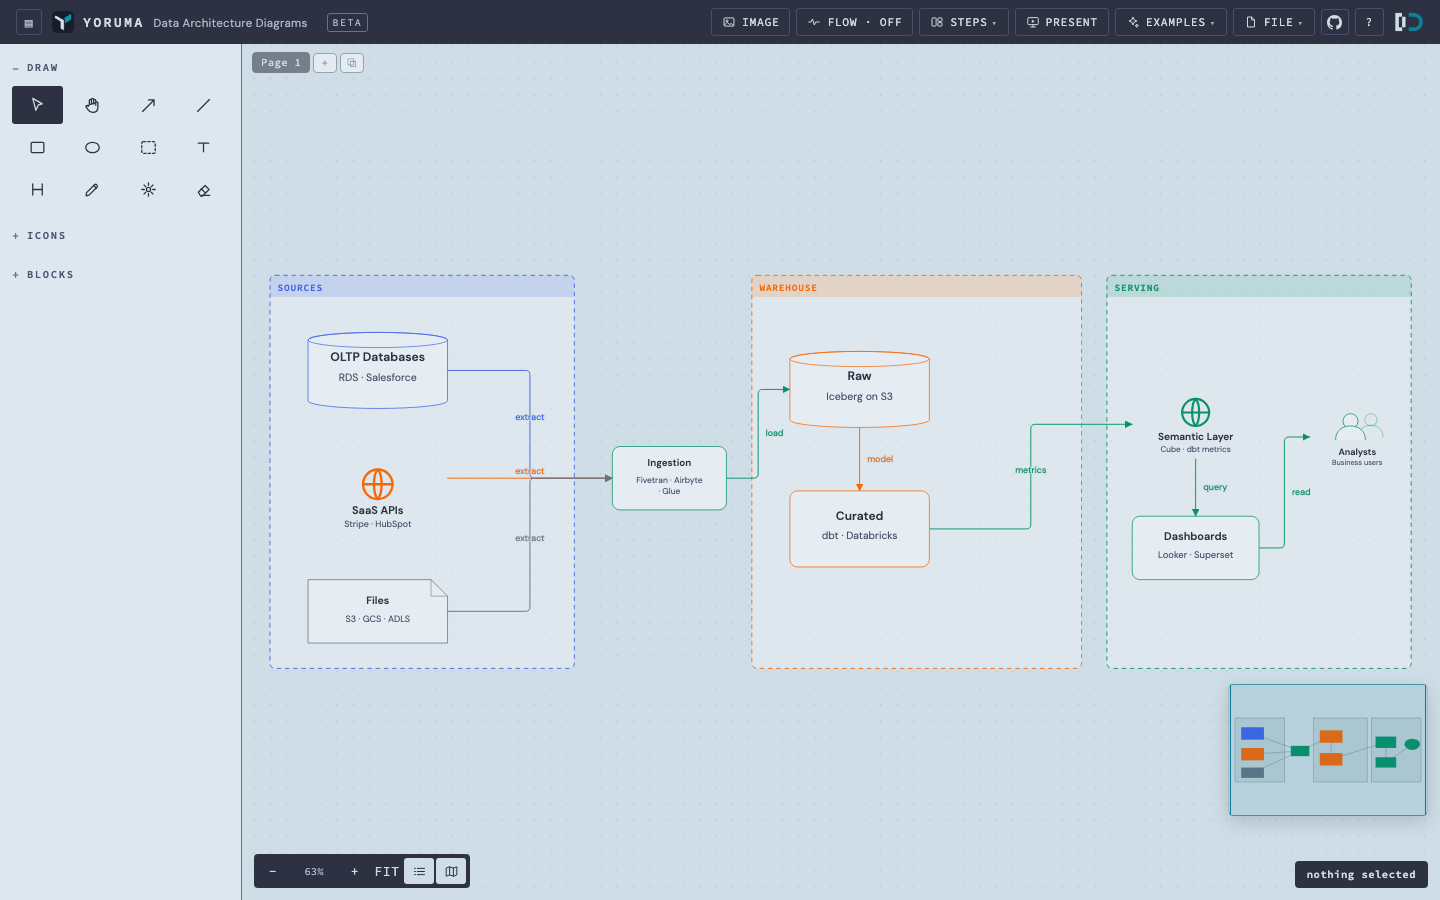 YORUMA Data Architecture Diagrams BETA
IMAGE
FLOW · OFF
STEPS
PRESENT
EXAMPLES
FILE
?
− DRAW
+ ICONS
+ BLOCKS
Page 1
+
SOURCES
OLTP Databases
RDS · Salesforce
extract
SaaS APIs
Stripe · HubSpot
extract
Files
S3 · GCS · ADLS
extract
Ingestion
Fivetran · Airbyte
· Glue
load
WAREHOUSE
Raw
Iceberg on S3
model
Curated
dbt · Databricks
metrics
SERVING
Semantic Layer
Cube · dbt metrics
query
Dashboards
Looker · Superset
read
Analysts
Business users
− 63% + FIT
nothing selected